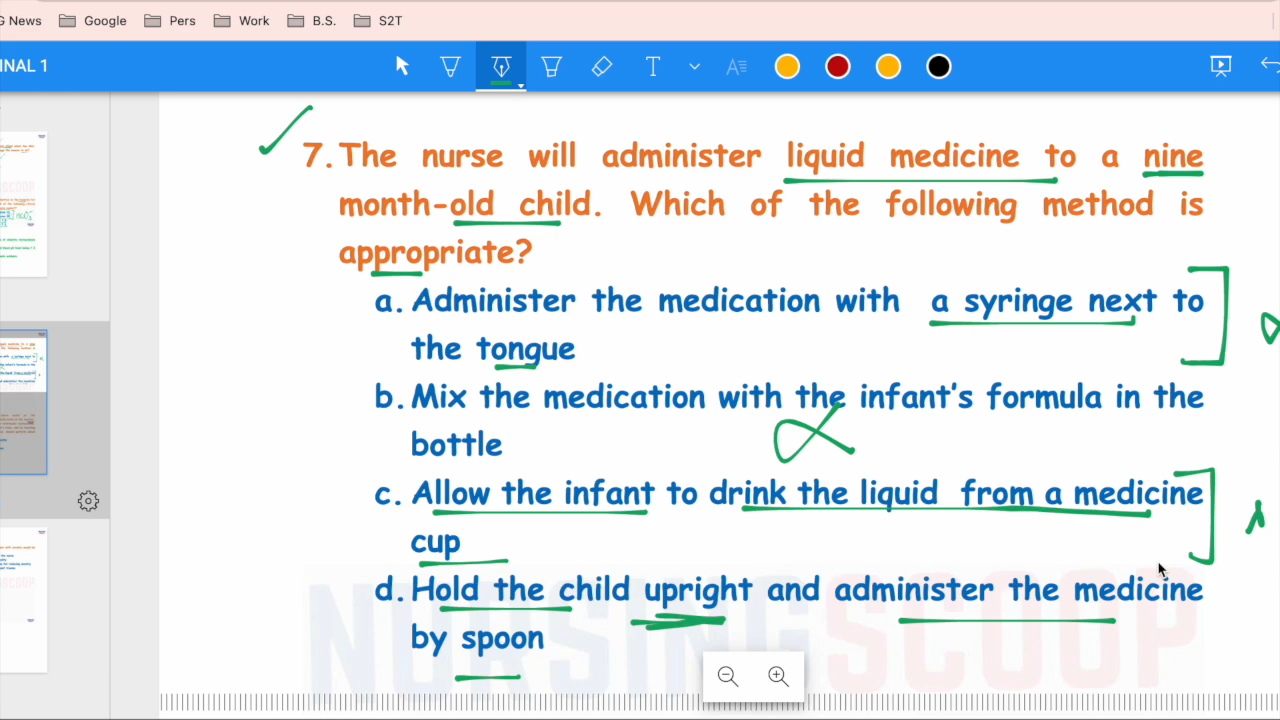 G News Google Pers Work B.S. S2T
INAL 1
7. The nurse will administer liquid medicine to a nine
month-old child. Which of the following method is
appropriate?
a. Administer the medication with a syringe next to
the tongue
b. Mix the medication with the infant's formula in the
bottle
c. Allow the infant to drink the liquid from a medicine
cup
d. Hold the child upright and administer the medicine
by spoon
NURSINGSCOOP